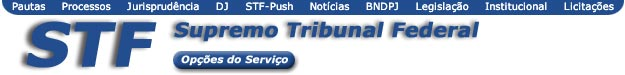 Pautas Processos Jurisprudência DJ STF-Push Notícias BNDPJ Legislação Institucional Licitações
STF Supremo Tribunal Federal
Opções do Serviço